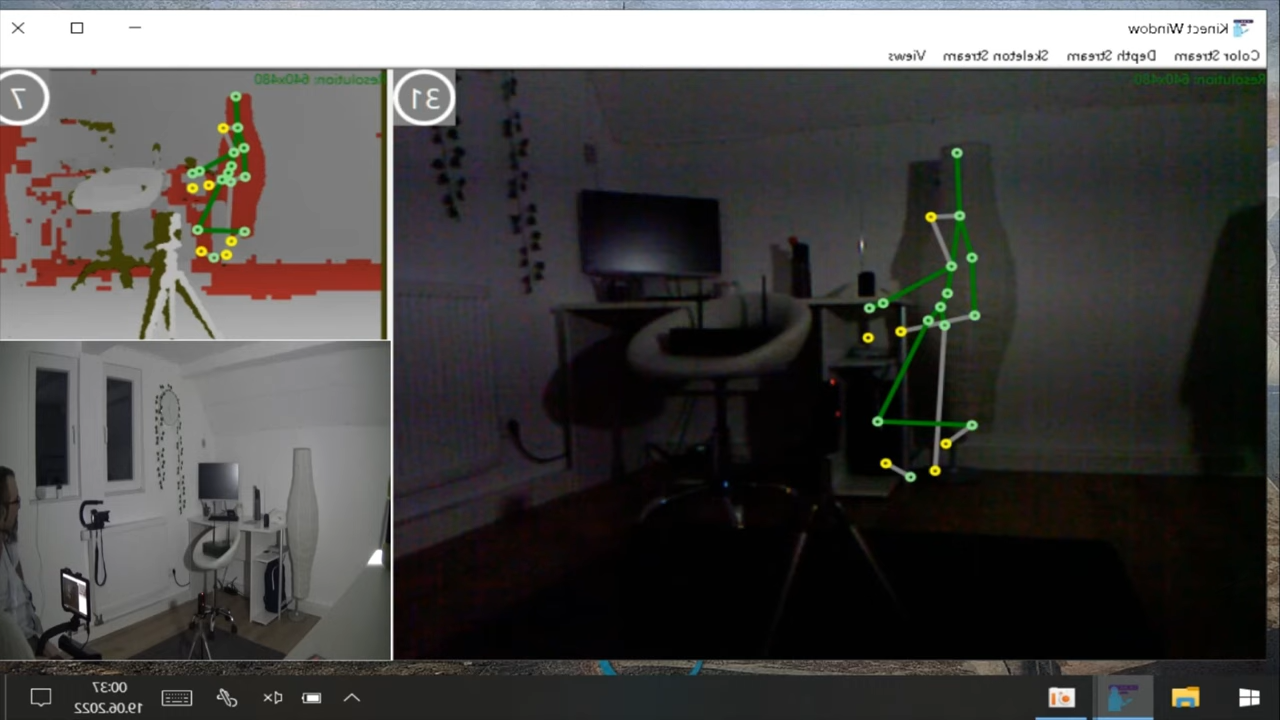 Kinect Window
Color Stream Depth Stream Skeleton Stream Views
Resolution: 640x480
31
Resolution: 640x480
7
00:37
19.06.2022